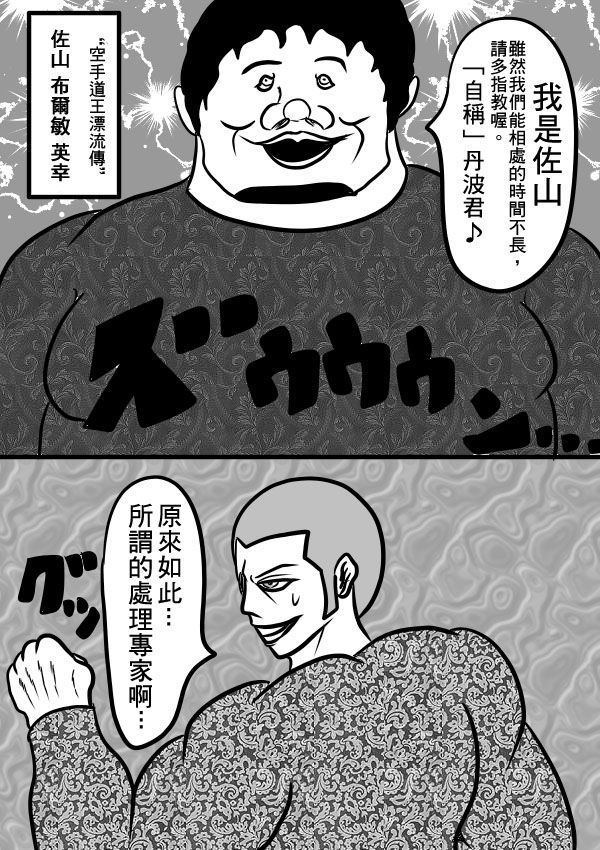 我是佐山
雖然我們能相處的時間不長，
請多指教喔。
「自稱」丹波君♪
“空手道王漂流傳”
佐山 布爾敏 英幸
ズウゥゥゥン…
原來如此…
所謂的處理專家啊…
グッ